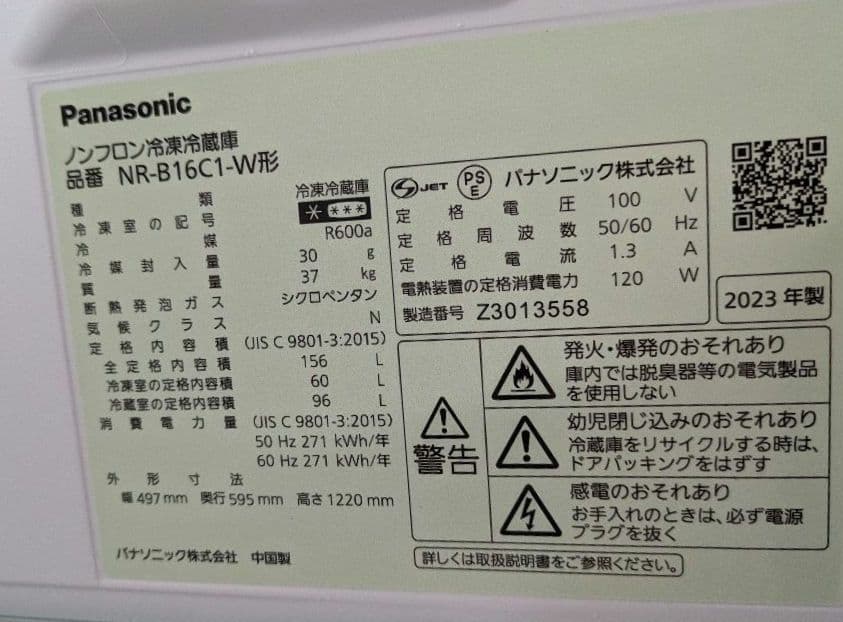 Panasonic
ノンフロン冷凍冷蔵庫
品番 NR-B16C1-W形
種類 冷凍冷蔵庫
冷凍室の記号 * ***
冷媒 R600a
冷媒封入量 30 g
質量 37 kg
断熱発泡ガス シクロペンタン
気候クラス N
定格内容積 (JIS C 9801-3:2015)
全定格内容積 156 L
冷凍室の定格内容積 60 L
冷蔵室の定格内容積 96 L
消費電力量 (JIS C 9801-3:2015)
50 Hz 271 kWh/年
60 Hz 271 kWh/年
外形寸法
幅 497 mm 奥行 595 mm 高さ 1220 mm
パナソニック株式会社 中国製
JET PS E パナソニック株式会社
定格電圧 100 V
定格周波数 50/60 Hz
定格電流 1.3 A
電熱装置の定格消費電力 120 W
製造番号 Z3013558
2023 年製
警告
発火・爆発のおそれあり
庫内では脱臭器等の電気製品
を使用しない
幼児閉じ込みのおそれあり
冷蔵庫をリサイクルする時は、
ドアパッキングをはずす
感電のおそれあり
お手入れのときは、必ず電源
プラグを抜く
詳しくは取扱説明書をご参照ください。